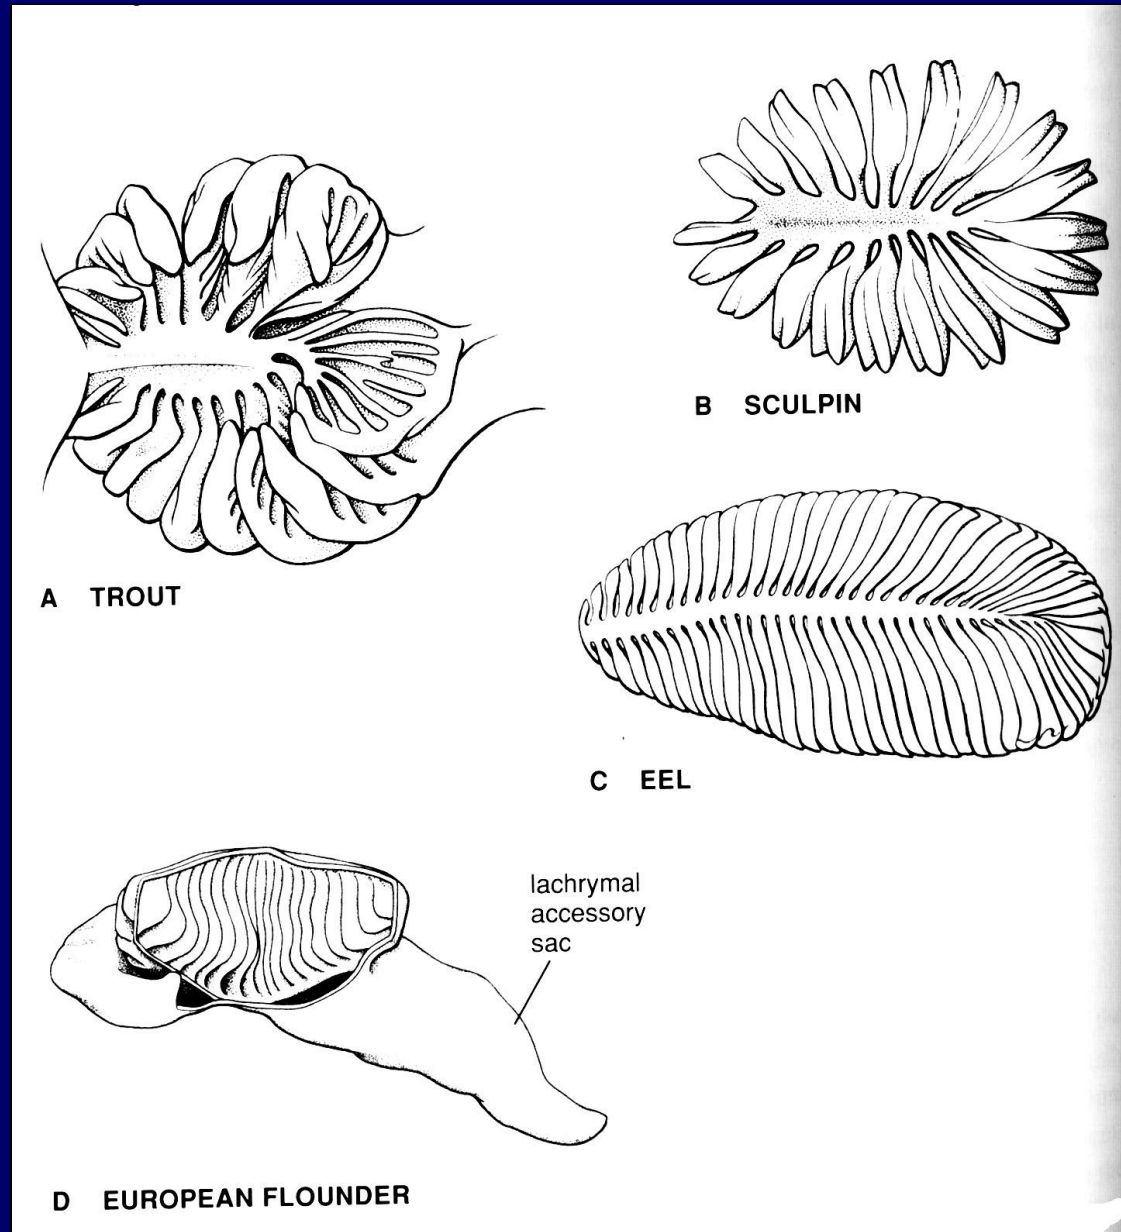 A TROUT
B SCULPIN
C EEL
lachrymal
accessory
sac
D EUROPEAN FLOUNDER